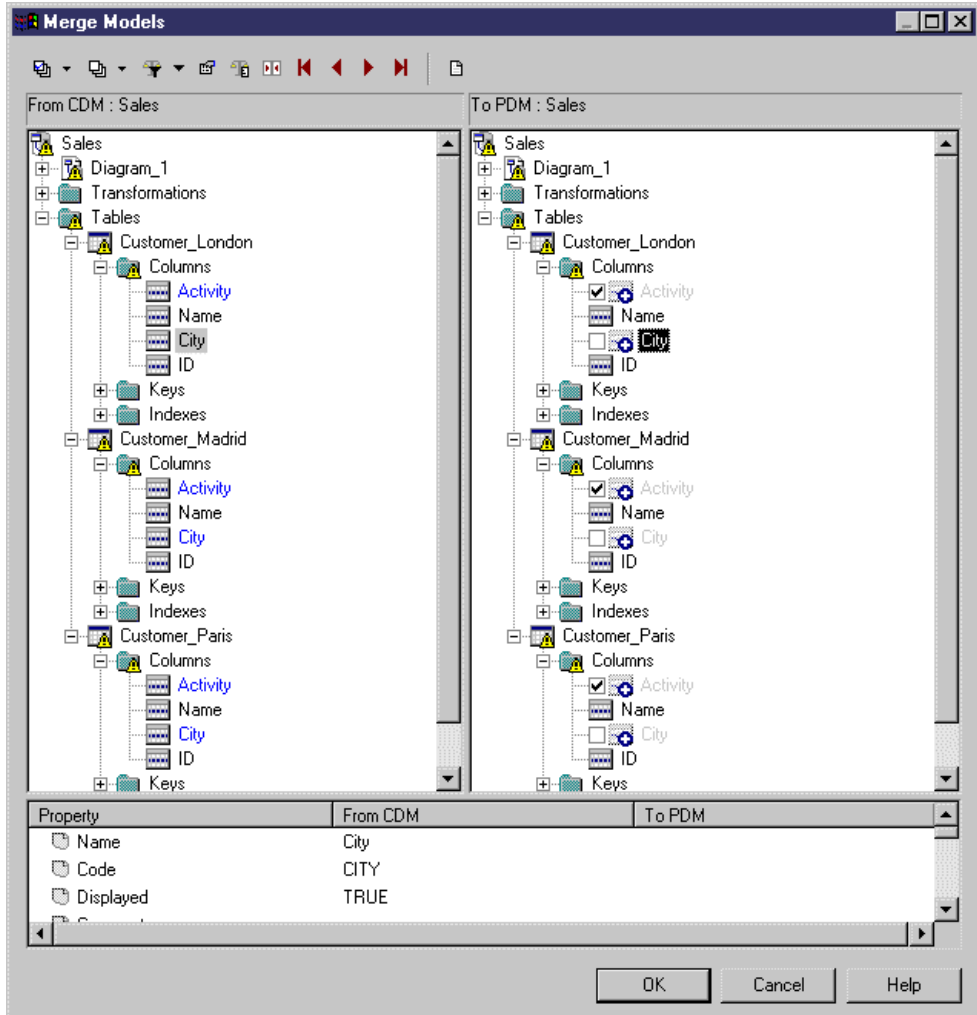 Merge Models
From CDM : Sales
To PDM : Sales
Sales
Diagram_1
Transformations
Tables
Customer_London
Columns
Activity
Name
City
ID
Keys
Indexes
Customer_Madrid
Columns
Activity
Name
City
ID
Keys
Indexes
Customer_Paris
Columns
Activity
Name
City
ID
Keys
Sales
Diagram_1
Transformations
Tables
Customer_London
Columns
Activity
Name
City
ID
Keys
Indexes
Customer_Madrid
Columns
Activity
Name
City
ID
Keys
Indexes
Customer_Paris
Columns
Activity
Name
City
ID
Keys
Property From CDM To PDM
Name City
Code CITY
Displayed TRUE
OK Cancel Help